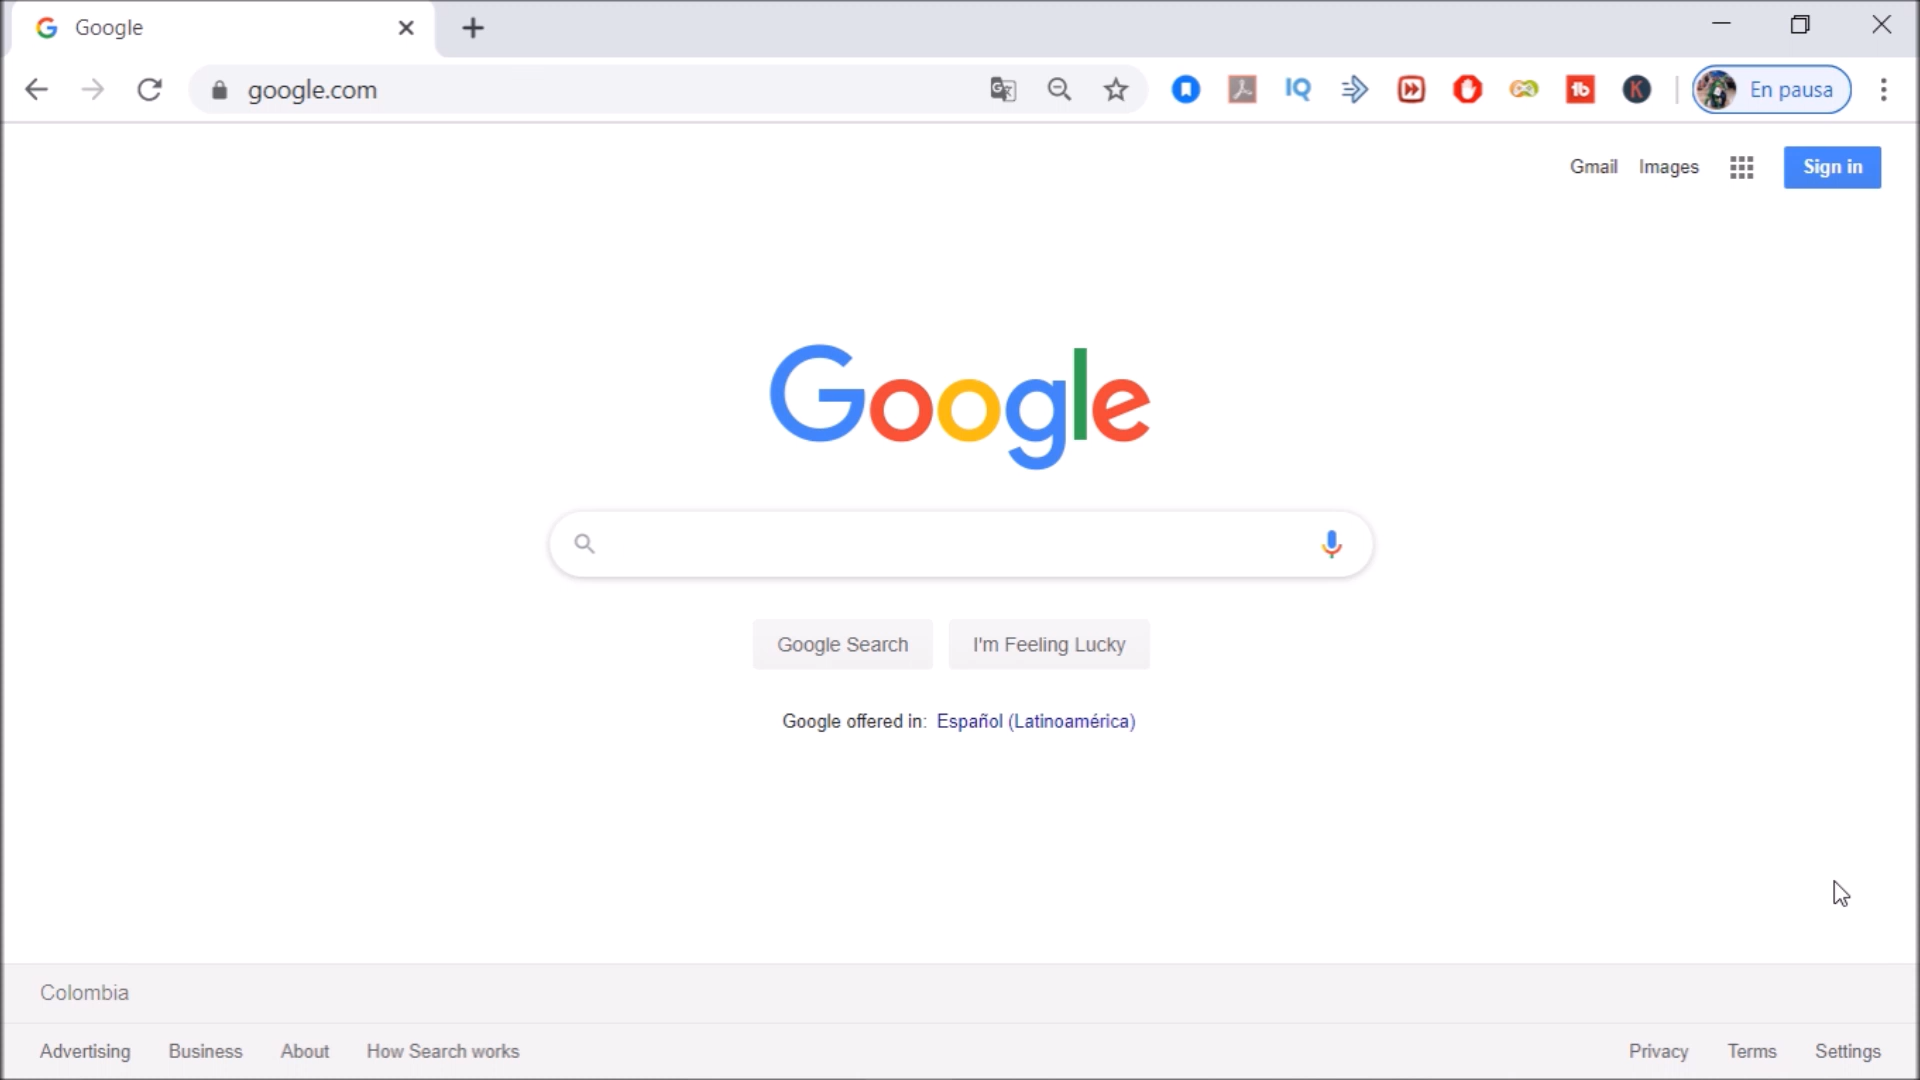 Google
google.com
IQ
En pausa
Gmail Images Sign in
Google
Google Search I'm Feeling Lucky
Google offered in: Español (Latinoamérica)
Colombia
Advertising Business About How Search works Privacy Terms Settings